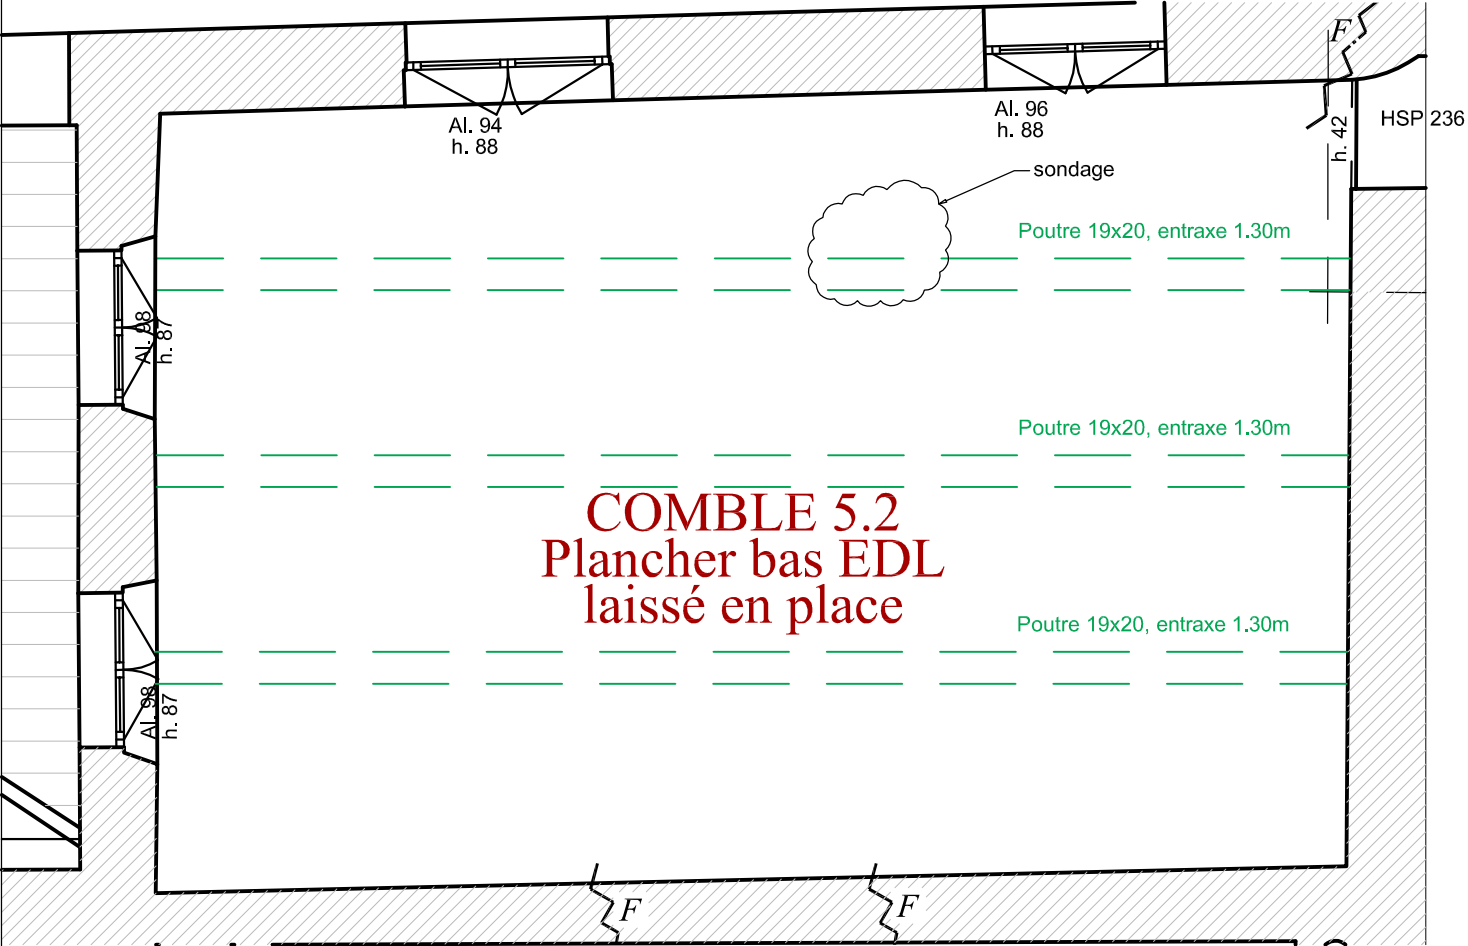 F
Al. 94
h. 88
Al. 96
h. 88
h. 42
HSP 236
sondage
Poutre 19x20, entraxe 1.30m
Al. 98
h. 87
Poutre 19x20, entraxe 1.30m
COMBLE 5.2
Plancher bas EDL
laissé en place
Poutre 19x20, entraxe 1.30m
Al. 98
h. 87
F
F